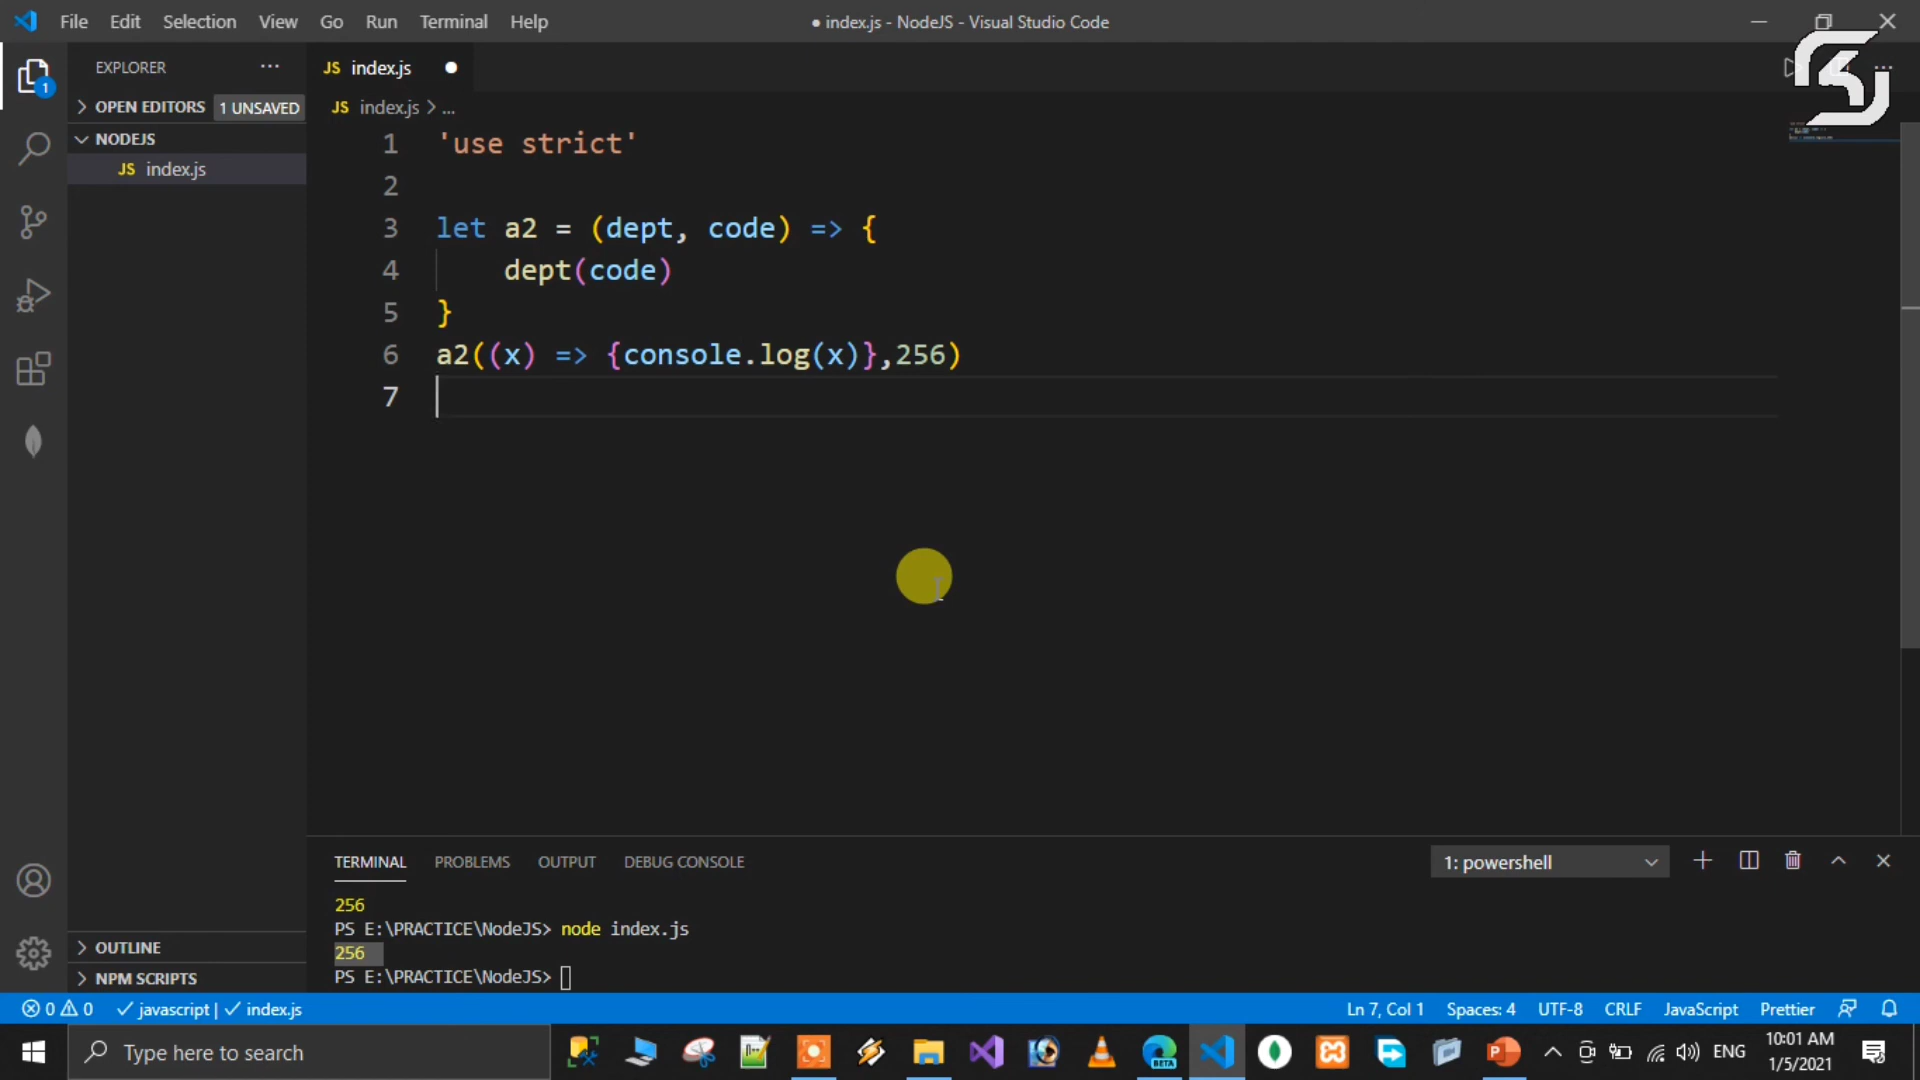 File Edit Selection View Go Run Terminal Help
● index.js - NodeJS - Visual Studio Code
EXPLORER ...
OPEN EDITORS 1 UNSAVED
NODEJS
JS index.js
JS index.js ●
JS index.js > ...
1 'use strict'
2
3 let a2 = (dept, code) => {
4     dept(code)
5 }
6 a2((x) => {console.log(x)},256)
7
TERMINAL PROBLEMS OUTPUT DEBUG CONSOLE
1: powershell
256
PS E:\PRACTICE\NodeJS> node index.js
256
PS E:\PRACTICE\NodeJS>
OUTLINE
NPM SCRIPTS
1
0 0 javascript | index.js
Ln 7, Col 1 Spaces: 4 UTF-8 CRLF JavaScript Prettier
Type here to search
BETA
ENG
10:01 AM
1/5/2021